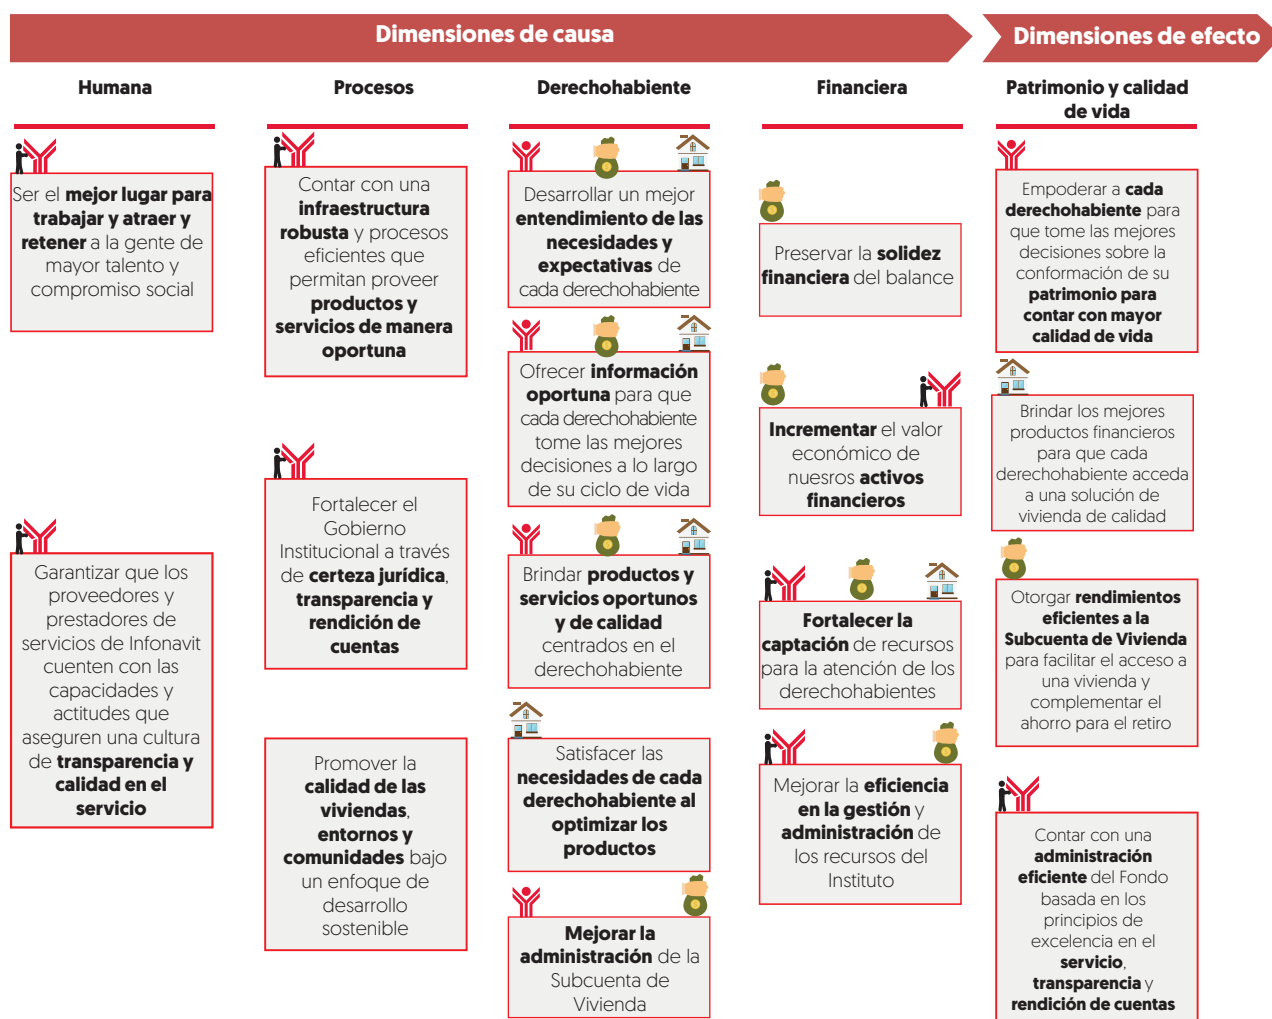 Dimensiones de causa
Dimensiones de efecto
Humana
Ser el mejor lugar para
trabajar y atraer y
retener a la gente de
mayor talento y
compromiso social
Garantizar que los
proveedores y
prestadores de
servicios de Infonavit
cuenten con las
capacidades y
actitudes que
aseguren una cultura
de transparencia y
calidad en el
servicio
Procesos
Contar con una
infraestructura
robusta y procesos
eficientes que
permitan proveer
productos y
servicios de manera
oportuna
Fortalecer el
Gobierno
Institucional a través
de certeza jurídica,
transparencia y
rendición de
cuentas
Promover la
calidad de las
viviendas,
entornos y
comunidades bajo
un enfoque de
desarrollo
sostenible
Derechohabiente
Desarrollar un mejor
entendimiento de las
necesidades y
expectativas de
cada derechohabiente
Ofrecer información
oportuna para que
cada derechohabiente
tome las mejores
decisiones a lo largo
de su ciclo de vida
Brindar productos y
servicios oportunos
y de calidad
centrados en el
derechohabiente
Satisfacer las
necesidades de cada
derechohabiente al
optimizar los
productos
Mejorar la
administración de la
Subcuenta de
Vivienda
Financiera
Preservar la solidez
financiera del balance
Incrementar el valor
económico de
nuesros activos
financieros
Fortalecer la
captación de recursos
para la atención de los
derechohabientes
Mejorar la eficiencia
en la gestión y
administración de
los recursos del
Instituto
Patrimonio y calidad
de vida
Empoderar a cada
derechohabiente para
que tome las mejores
decisiones sobre la
conformación de su
patrimonio para
contar con mayor
calidad de vida
Brindar los mejores
productos financieros
para que cada
derechohabiente acceda
a una solución de
vivienda de calidad
Otorgar rendimientos
eficientes a la
Subcuenta de Vivienda
para facilitar el acceso a
una vivienda y
complementar el
ahorro para el retiro
Contar con una
administración
eficiente del Fondo
basada en los
principios de
excelencia en el
servicio,
transparencia y
rendición de cuentas